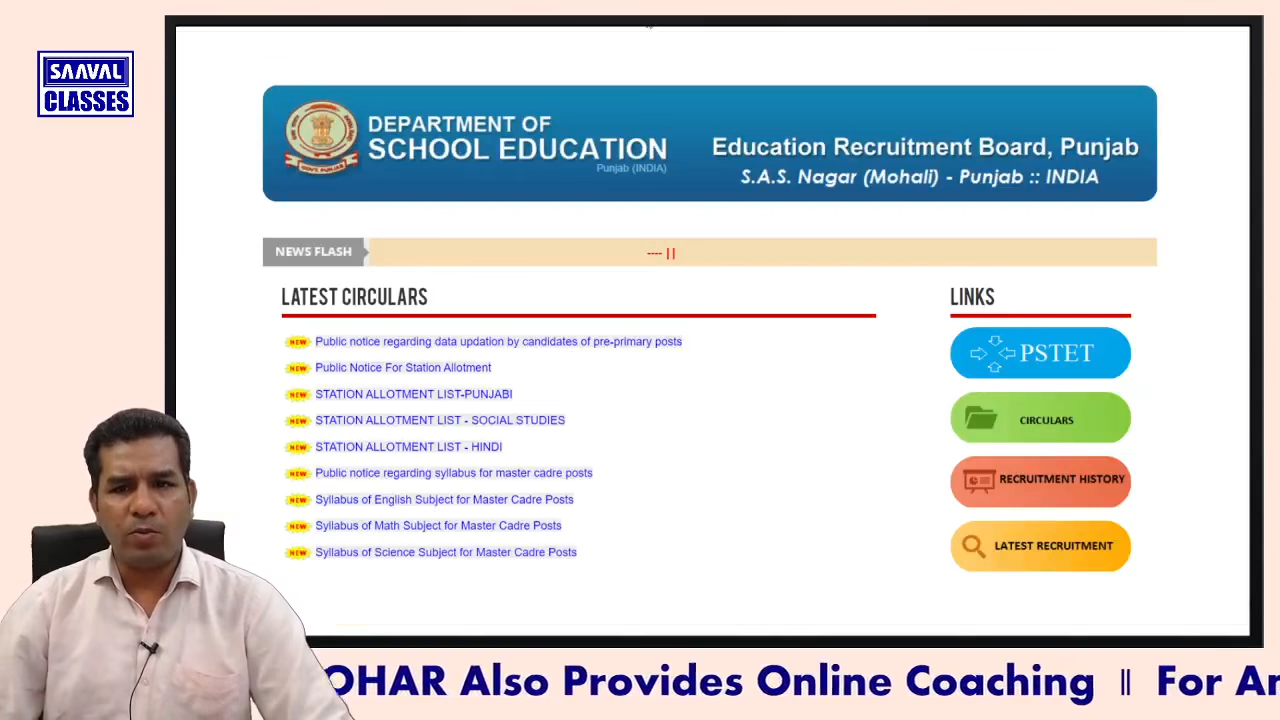 SAAVAL
CLASSES
DEPARTMENT OF
SCHOOL EDUCATION
Punjab (INDIA)
GOVT. PUNJAB
Education Recruitment Board, Punjab
S.A.S. Nagar (Mohali) - Punjab :: INDIA
NEWS FLASH
---- ||
LATEST CIRCULARS
NEW Public notice regarding data updation by candidates of pre-primary posts
NEW Public Notice For Station Allotment
NEW STATION ALLOTMENT LIST-PUNJABI
NEW STATION ALLOTMENT LIST - SOCIAL STUDIES
NEW STATION ALLOTMENT LIST - HINDI
NEW Public notice regarding syllabus for master cadre posts
NEW Syllabus of English Subject for Master Cadre Posts
NEW Syllabus of Math Subject for Master Cadre Posts
NEW Syllabus of Science Subject for Master Cadre Posts
LINKS
PSTET
CIRCULARS
RECRUITMENT HISTORY
LATEST RECRUITMENT
OHAR Also Provides Online Coaching || For An